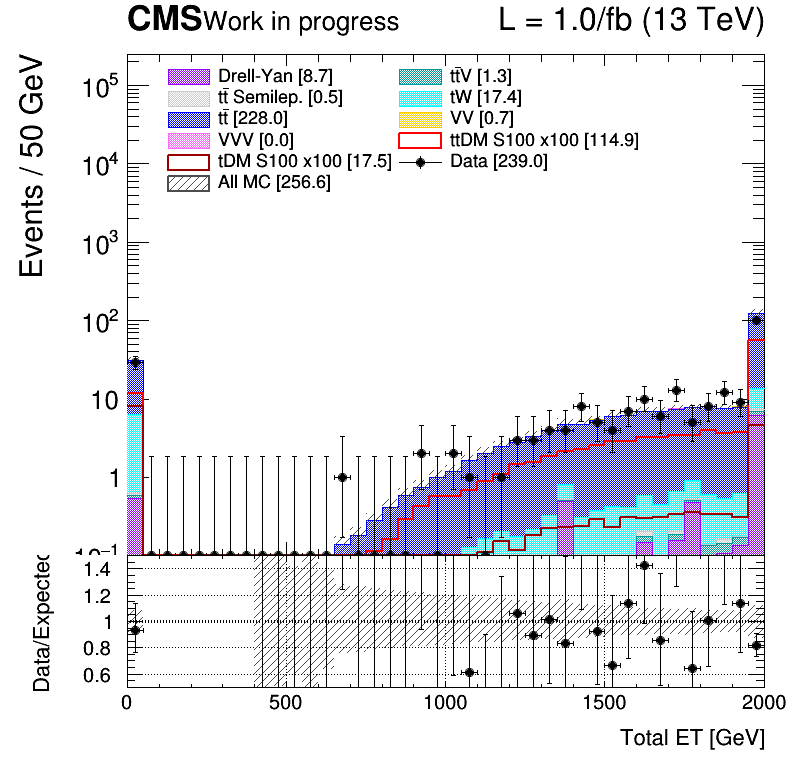 CMS Work in progress L = 1.0/fb (13 TeV)
Events / 50 GeV
Drell-Yan [8.7] tt̄V [1.3]
tt̄ Semilep. [0.5] tW [17.4]
tt̄ [228.0] VV [0.7]
VVV [0.0] ttDM S100 x100 [114.9]
tDM S100 x100 [17.5] Data [239.0]
All MC [256.6]
10⁵
10⁴
10³
10²
10
1
10⁻¹
Data/Expected
1.4
1.2
1
0.8
0.6
0 500 1000 1500 2000
Total ET [GeV]